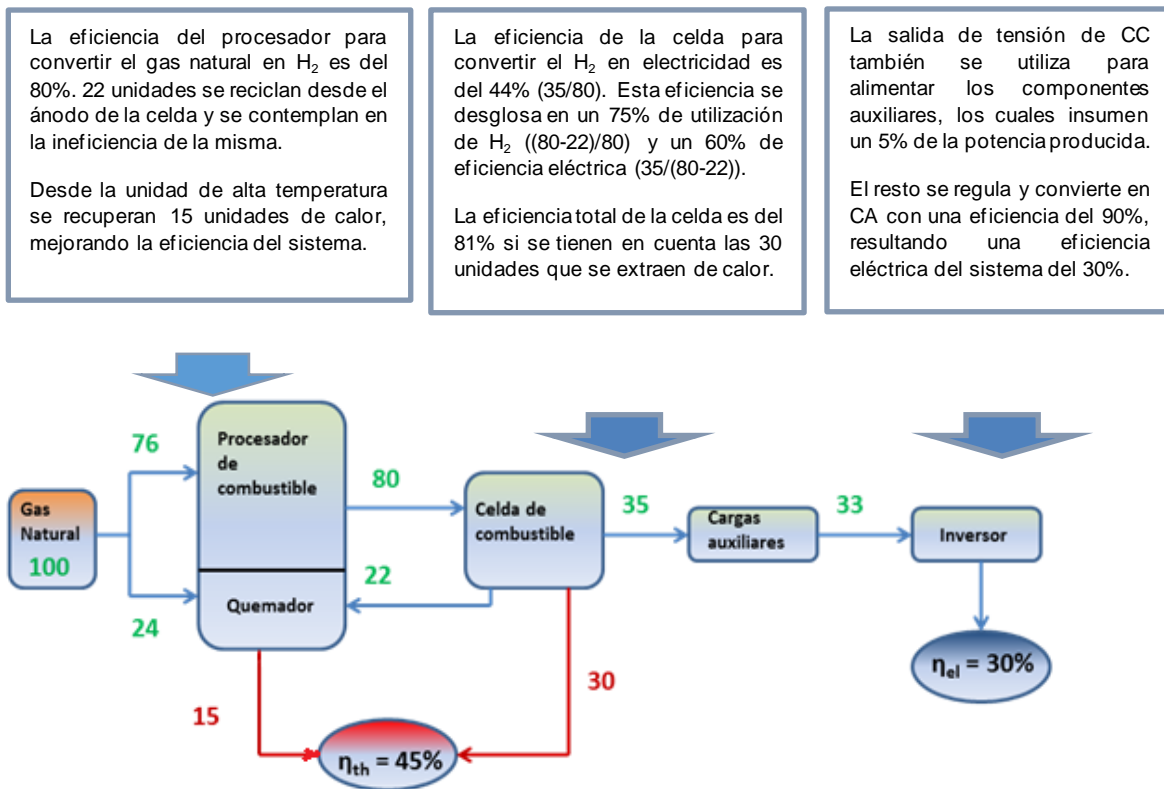 La eficiencia del procesador para
convertir el gas natural en H2 es del
80%. 22 unidades se reciclan desde el
ánodo de la celda y se contemplan en
la ineficiencia de la misma.
Desde la unidad de alta temperatura
se recuperan 15 unidades de calor,
mejorando la eficiencia del sistema.
La eficiencia de la celda para
convertir el H2 en electricidad es
del 44% (35/80). Esta eficiencia se
desglosa en un 75% de utilización
de H2 ((80-22)/80) y un 60% de
eficiencia eléctrica (35/(80-22)).
La eficiencia total de la celda es del
81% si se tienen en cuenta las 30
unidades que se extraen de calor.
La salida de tensión de CC
también se utiliza para
alimentar los componentes
auxiliares, los cuales insumen
un 5% de la potencia producida.
El resto se regula y convierte en
CA con una eficiencia del 90%,
resultando una eficiencia
eléctrica del sistema del 30%.
Gas
Natural
100
76
24
Procesador
de
combustible
Quemador
80
22
Celda de
combustible
35
Cargas
auxiliares
33
Inversor
ηel = 30%
15
30
ηth = 45%